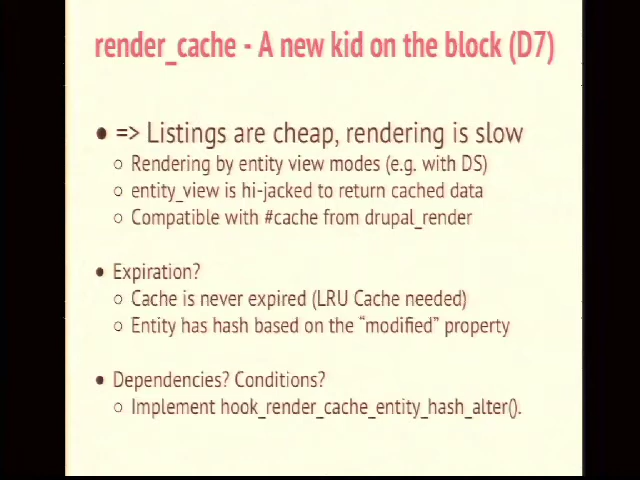 render_cache - A new kid on the block (D7)
● => Listings are cheap, rendering is slow
○ Rendering by entity view modes (e.g. with DS)
○ entity_view is hi-jacked to return cached data
○ Compatible with #cache from drupal_render
● Expiration?
○ Cache is never expired (LRU Cache needed)
○ Entity has hash based on the “modified” property
● Dependencies? Conditions?
○ Implement hook_render_cache_entity_hash_alter().